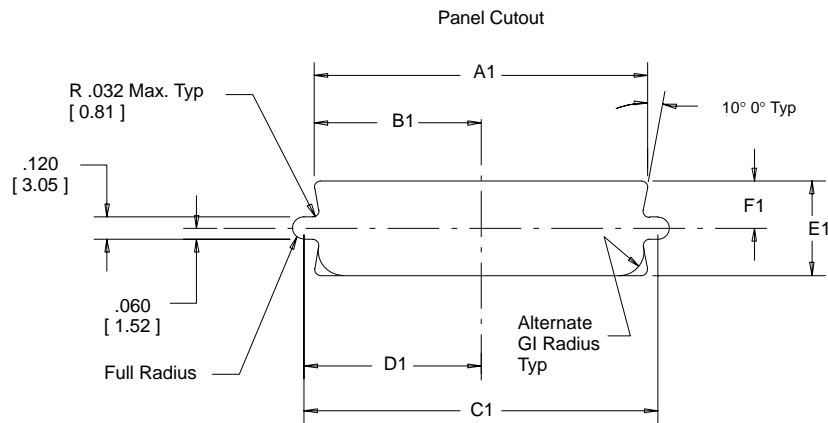 Panel Cutout
A1
R .032 Max. Typ
[ 0.81 ]
B1
10° 0° Typ
.120
[ 3.05 ]
F1
E1
.060
[ 1.52 ]
Alternate
GI Radius
Typ
Full Radius
D1
C1